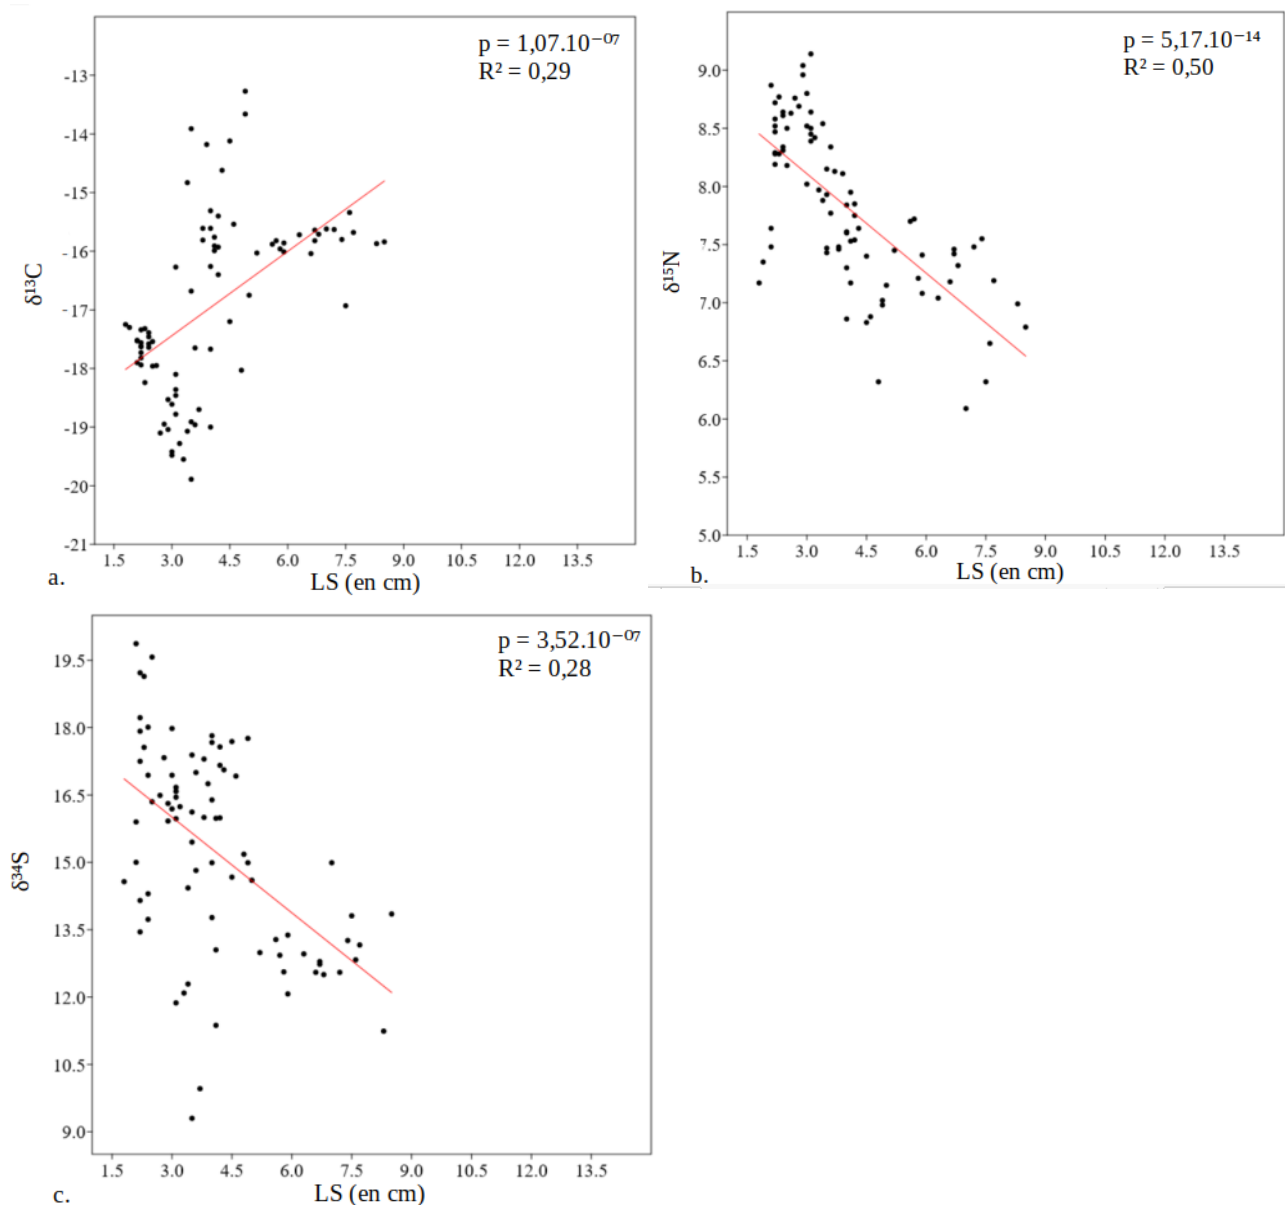 p = 1,07.10⁻⁰⁷
R² = 0,29
-13
-14
-15
-16
-17
-18
-19
-20
-21
δ¹³C
1.5 3.0 4.5 6.0 7.5 9.0 10.5 12.0 13.5
a.
LS (en cm)
p = 5,17.10⁻¹⁴
R² = 0,50
9.0
8.5
8.0
7.5
7.0
6.5
6.0
5.5
5.0
δ¹⁵N
1.5 3.0 4.5 6.0 7.5 9.0 10.5 12.0 13.5
b.
LS (en cm)
p = 3,52.10⁻⁰⁷
R² = 0,28
19.5
18.0
16.5
15.0
13.5
12.0
10.5
9.0
δ³⁴S
1.5 3.0 4.5 6.0 7.5 9.0 10.5 12.0 13.5
c.
LS (en cm)